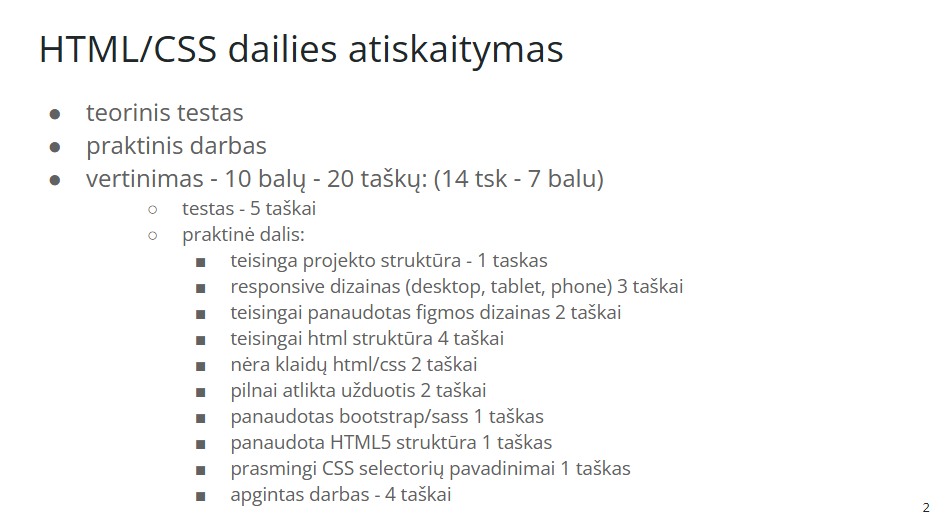 HTML/CSS dailies atiskaitymas
● teorinis testas
● praktinis darbas
● vertinimas - 10 balų - 20 taškų: (14 tsk - 7 balu)
○ testas - 5 taškai
○ praktinė dalis:
■ teisinga projekto struktūra - 1 taskas
■ responsive dizainas (desktop, tablet, phone) 3 taškai
■ teisingai panaudotas figmos dizainas 2 taškai
■ teisingai html struktūra 4 taškai
■ nėra klaidų html/css 2 taškai
■ pilnai atlikta užduotis 2 taškai
■ panaudotas bootstrap/sass 1 taškas
■ panaudota HTML5 struktūra 1 taškas
■ prasmingi CSS selectorių pavadinimai 1 taškas
■ apgintas darbas - 4 taškai
2